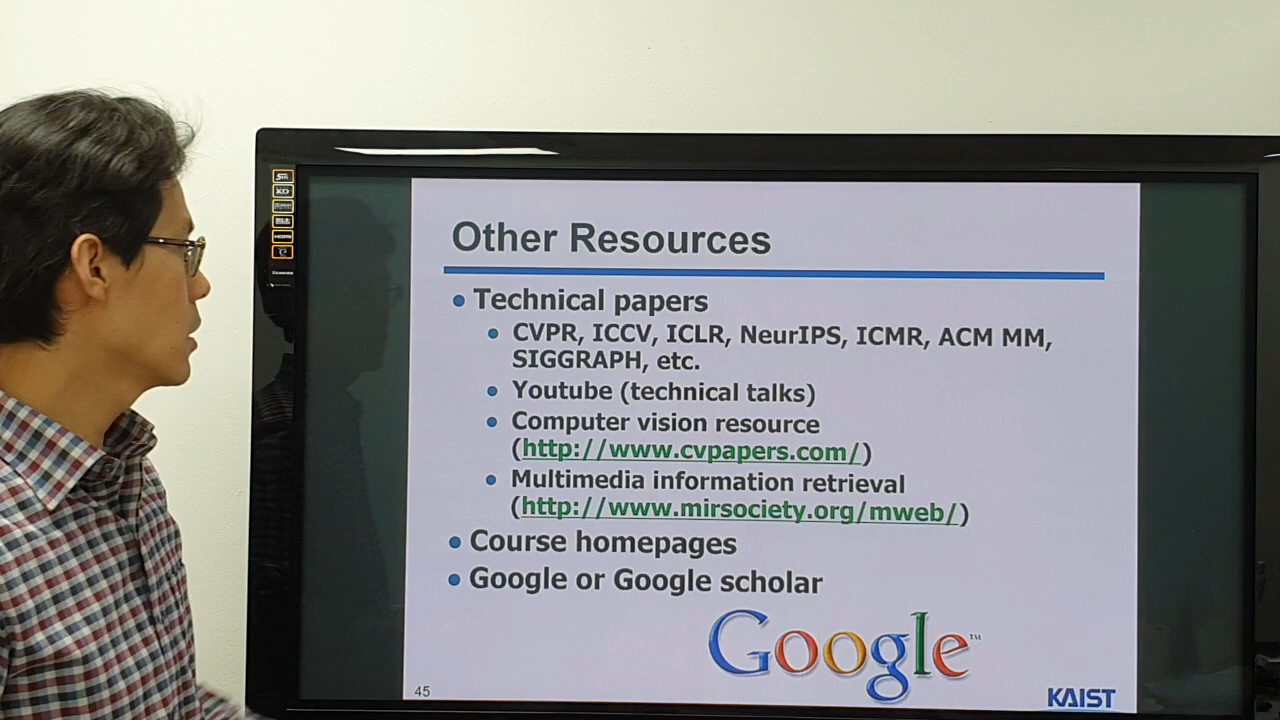 Other Resources
• Technical papers
• CVPR, ICCV, ICLR, NeurIPS, ICMR, ACM MM,
SIGGRAPH, etc.
• Youtube (technical talks)
• Computer vision resource
(http://www.cvpapers.com/)
• Multimedia information retrieval
(http://www.mirsociety.org/mweb/)
• Course homepages
• Google or Google scholar
Google™
45
KAIST